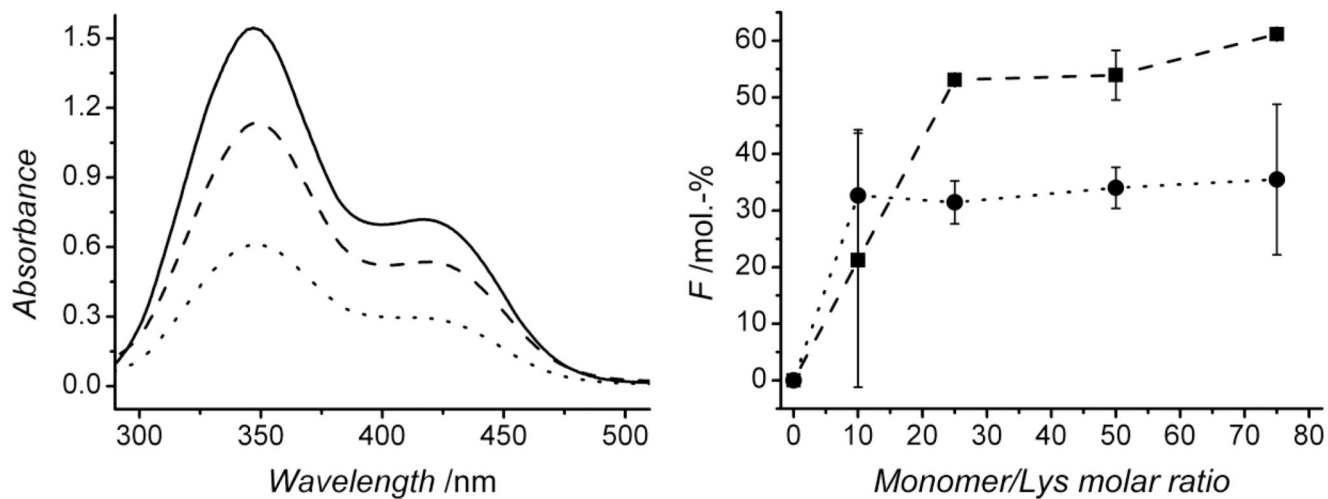 Absorbance
1.5
1.2
0.9
0.6
0.3
0.0
300 350 400 450 500
Wavelength /nm
F /mol.-%
60
50
40
30
20
10
0
0 10 20 30 40 50 60 70 80
Monomer/Lys molar ratio